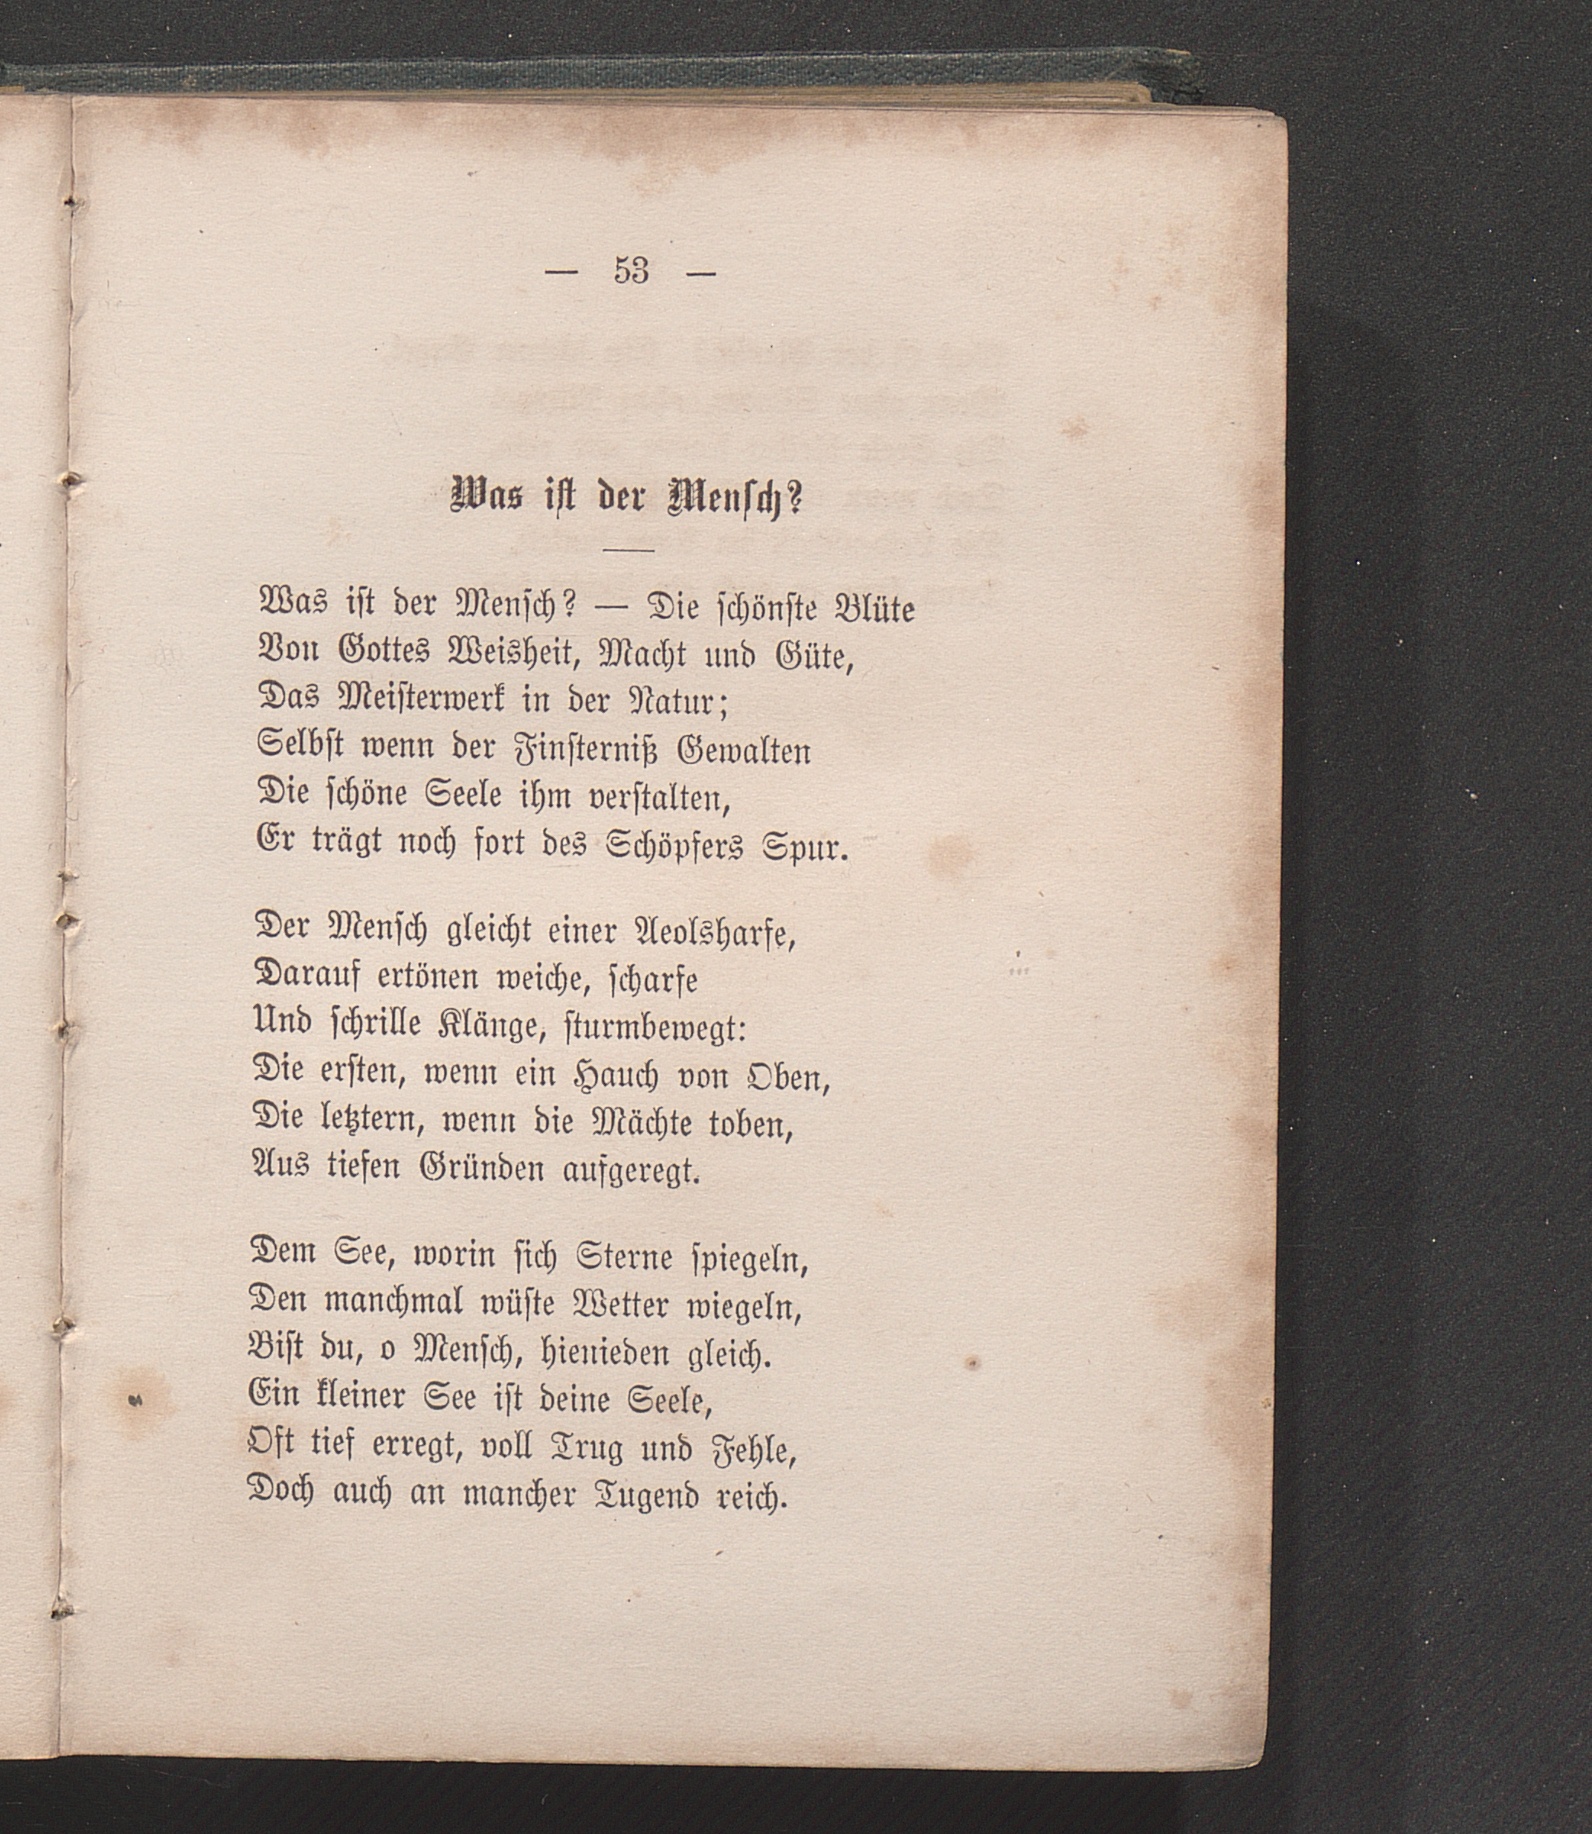 — 53 —
Was ist der Mensch?
Was ist der Mensch? — Die schönste Blüte
Von Gottes Weisheit, Macht und Güte,
Das Meisterwerk in der Natur;
Selbst wenn der Finsterniß Gewalten
Die schöne Seele ihm verstalten,
Er trägt noch fort des Schöpfers Spur.
Der Mensch gleicht einer Aeolsharfe,
Darauf ertönen weiche, scharfe
Und schrille Klänge, sturmbewegt:
Die ersten, wenn ein Hauch von Oben,
Die letztern, wenn die Mächte toben,
Aus tiefen Gründen aufgeregt.
Dem See, worin sich Sterne spiegeln,
Den manchmal wüste Wetter wiegeln,
Bist du, o Mensch, hienieden gleich.
Ein kleiner See ist deine Seele,
Oft tief erregt, voll Trug und Fehle,
Doch auch an mancher Tugend reich.